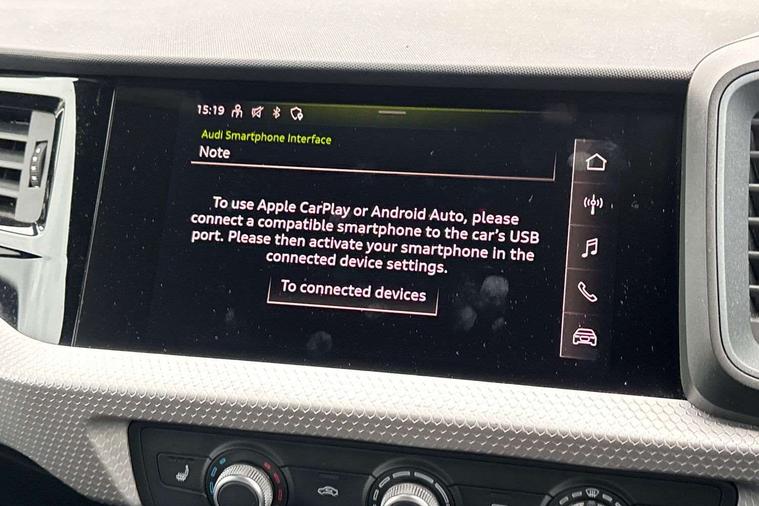 15:19
Audi Smartphone Interface
Note
To use Apple CarPlay or Android Auto, please
connect a compatible smartphone to the car's USB
port. Please then activate your smartphone in the
connected device settings.
To connected devices